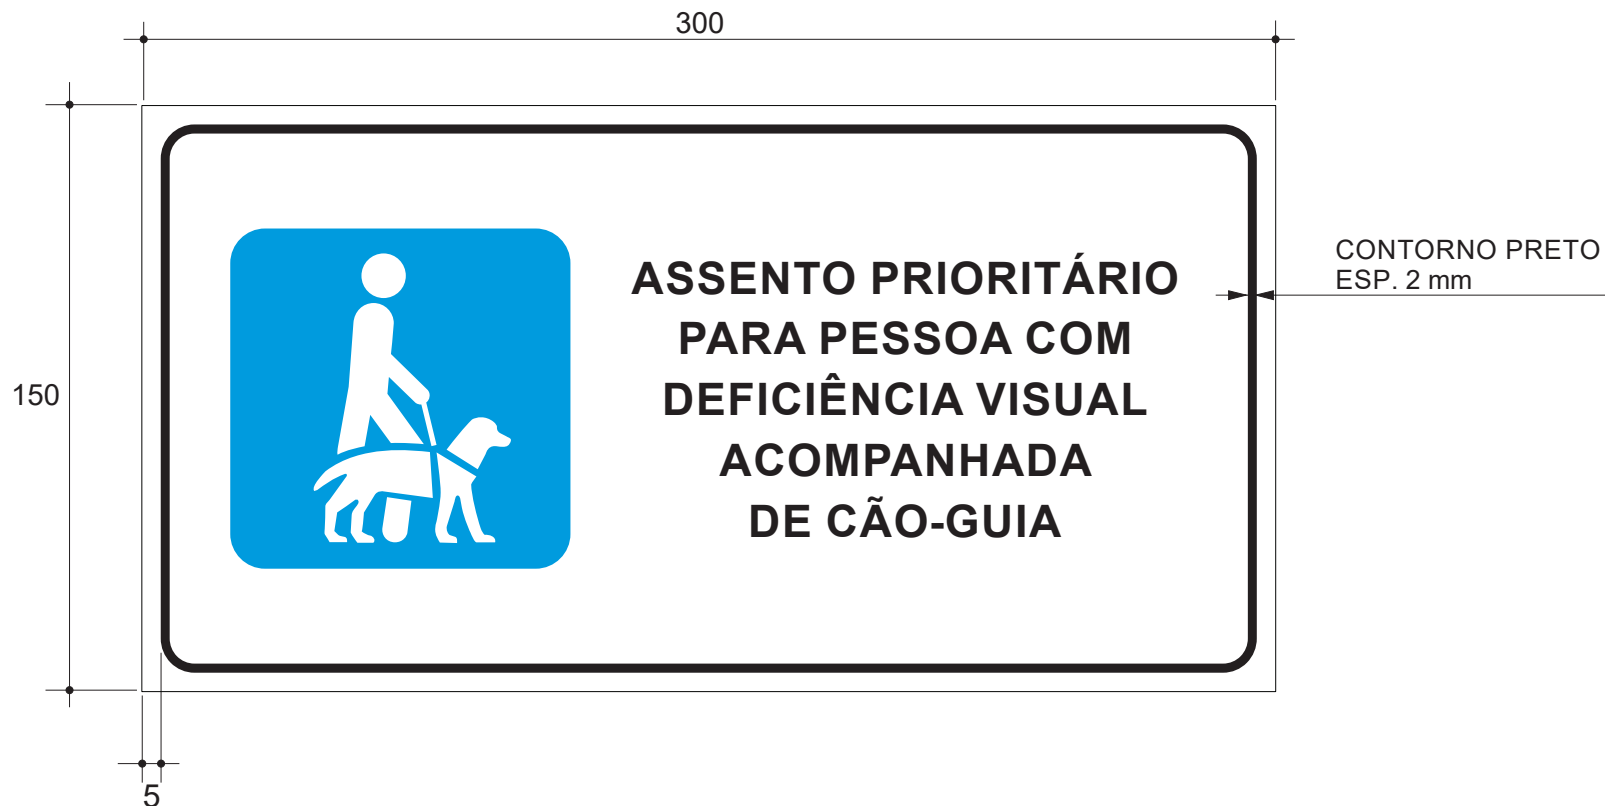 300
ASSENTO PRIORITÁRIO
PARA PESSOA COM
DEFICIÊNCIA VISUAL
ACOMPANHADA
DE CÃO-GUIA
CONTORNO PRETO
ESP. 2 mm
150
5